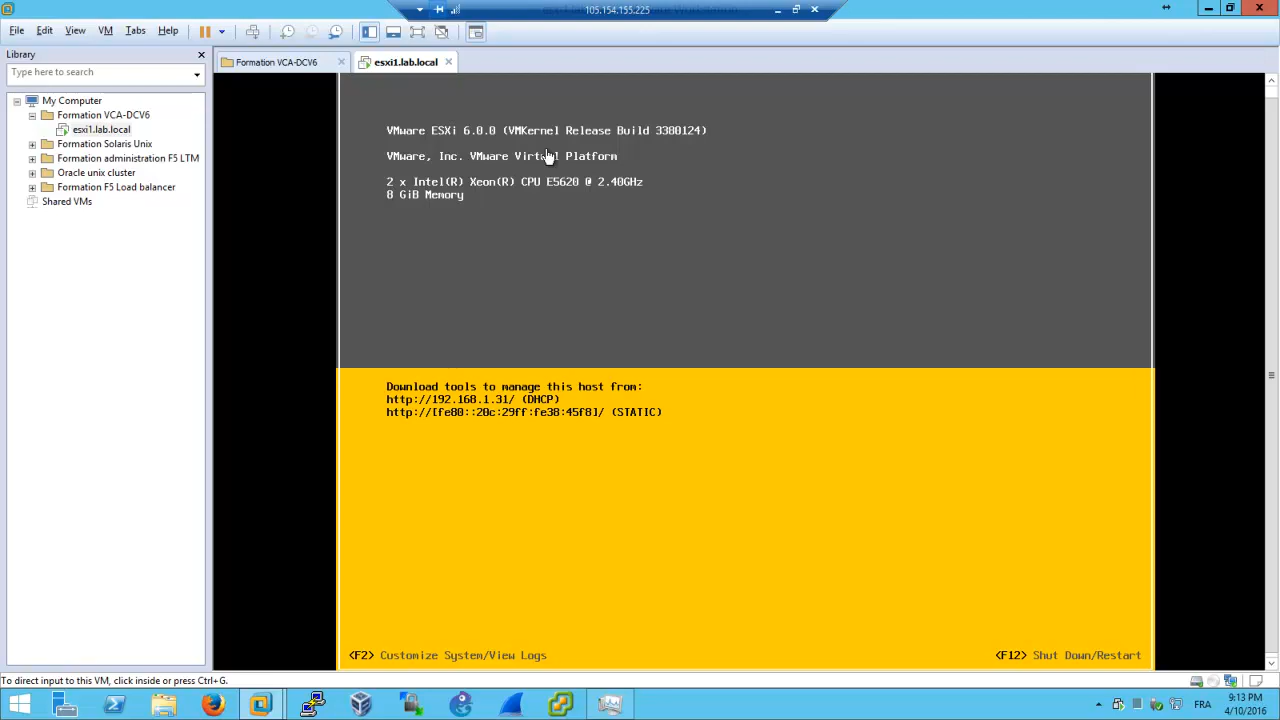 105.154.155.225
File Edit View VM Tabs Help
Library
Type here to search
My Computer
Formation VCA-DCV6
esxi1.lab.local
Formation Solaris Unix
Formation administration F5 LTM
Oracle unix cluster
Formation F5 Load balancer
Shared VMs
Formation VCA-DCV6
esxi1.lab.local
VMware ESXi 6.0.0 (VMKernel Release Build 3380124)
VMware, Inc. VMware Virtual Platform
2 x Intel(R) Xeon(R) CPU E5620 @ 2.40GHz
8 GiB Memory
Download tools to manage this host from:
http://192.168.1.31/ (DHCP)
http://[fe80::20c:29ff:fe38:45f8]/ (STATIC)
<F2> Customize System/View Logs
<F12> Shut Down/Restart
To direct input to this VM, click inside or press Ctrl+G.
FRA
9:13 PM
4/10/2016